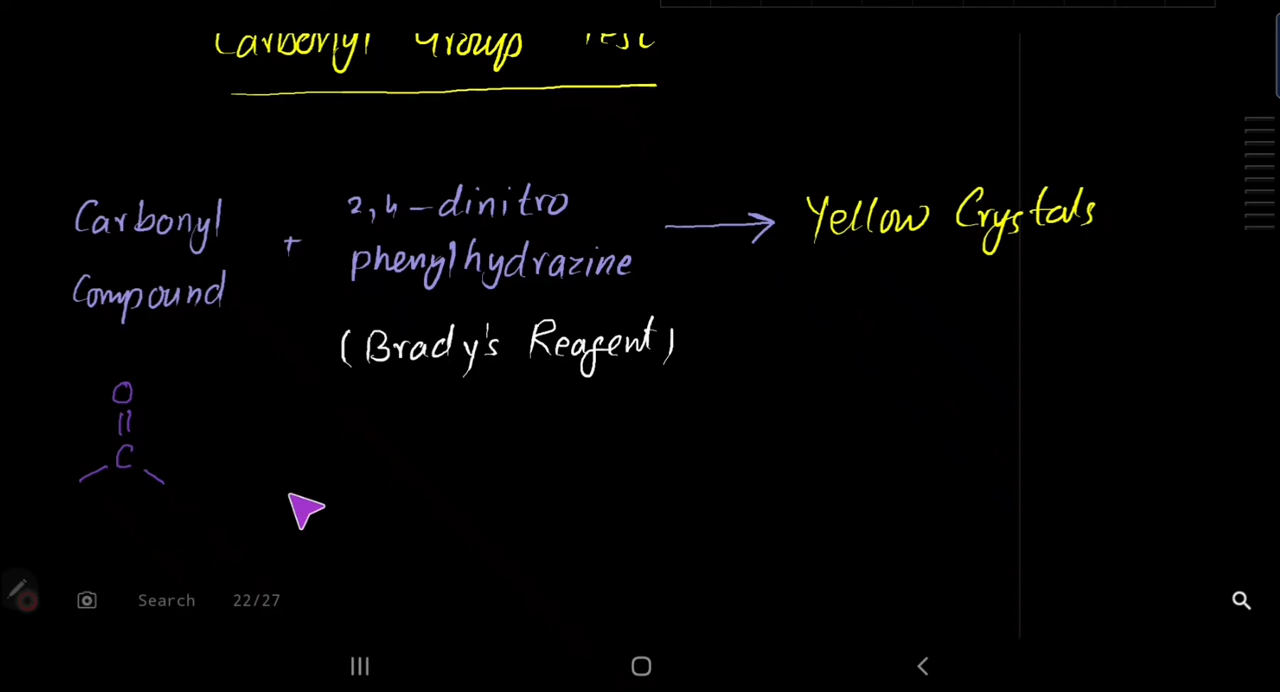 Carbonyl Group Test
Carbonyl
Compound
+
2,4-dinitro
phenylhydrazine
(Brady's Reagent)
Yellow Crystals
O
C
Search 22/27